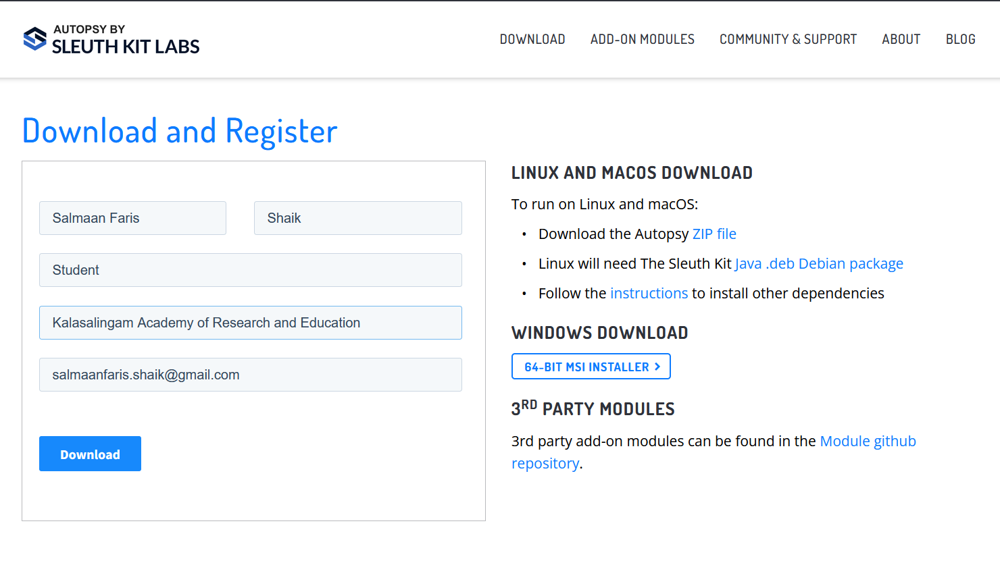 AUTOPSY BY
SLEUTH KIT LABS
DOWNLOAD
ADD-ON MODULES
COMMUNITY & SUPPORT
ABOUT
BLOG
Download and Register
Salmaan Faris
Shaik
Student
Kalasalingam Academy of Research and Education
salmaanfaris.shaik@gmail.com
Download
LINUX AND MACOS DOWNLOAD
To run on Linux and macOS:
• Download the Autopsy ZIP file
• Linux will need The Sleuth Kit Java .deb Debian package
• Follow the instructions to install other dependencies
WINDOWS DOWNLOAD
64-BIT MSI INSTALLER >
3RD PARTY MODULES
3rd party add-on modules can be found in the Module github
repository.